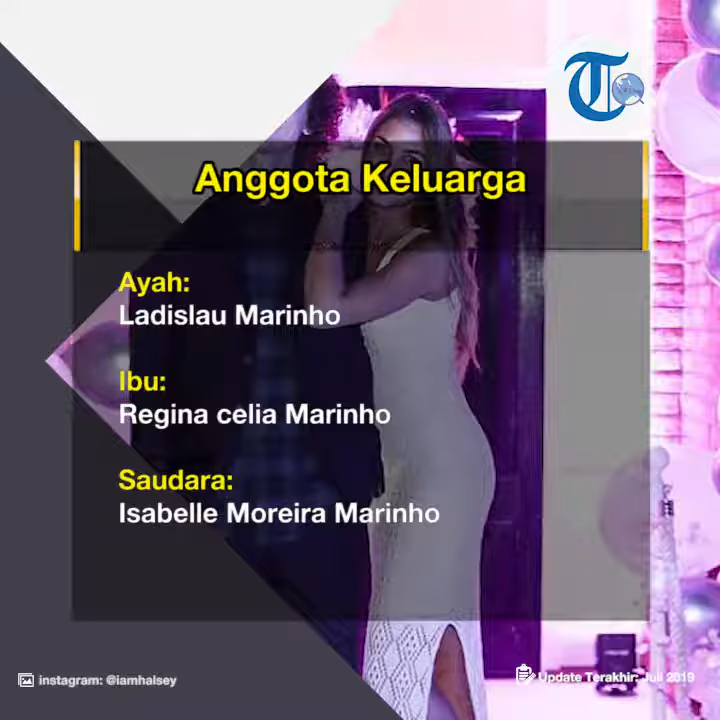 Anggota Keluarga
Ayah:
Ladislau Marinho
Ibu:
Regina celia Marinho
Saudara:
Isabelle Moreira Marinho
instagram: @iamhalsey
Update Terakhir: Juli 2019